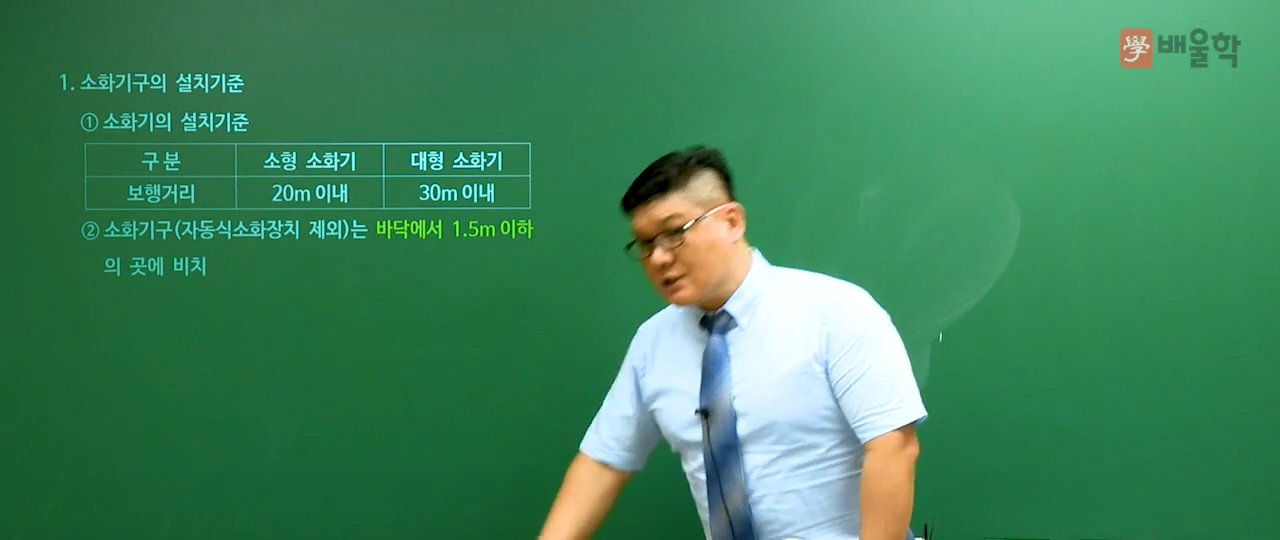 學 배울학
1. 소화기구의 설치기준
① 소화기의 설치기준
구 분 소형 소화기 대형 소화기
보행거리 20m 이내 30m 이내
② 소화기구(자동식소화장치 제외)는 바닥에서 1.5m 이하
의 곳에 비치